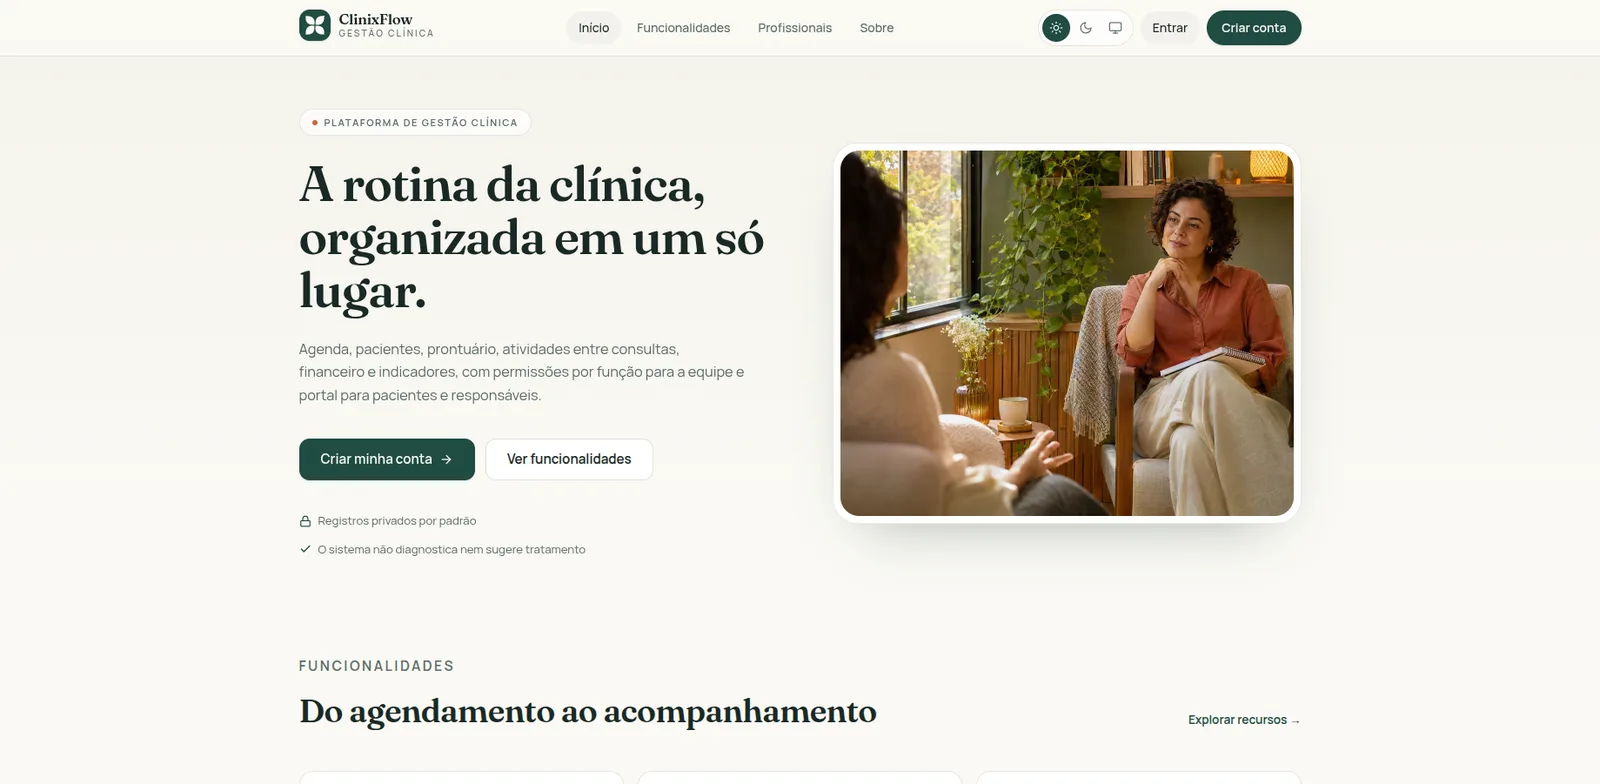 ClinixFlow
GESTÃO CLÍNICA
Início
Funcionalidades
Profissionais
Sobre
Entrar
Criar conta
PLATAFORMA DE GESTÃO CLÍNICA
A rotina da clínica,
organizada em um só
lugar.
Agenda, pacientes, prontuário, atividades entre consultas,
financeiro e indicadores, com permissões por função para a equipe e
portal para pacientes e responsáveis.
Criar minha conta →
Ver funcionalidades
Registros privados por padrão
O sistema não diagnostica nem sugere tratamento
FUNCIONALIDADES
Do agendamento ao acompanhamento
Explorar recursos →